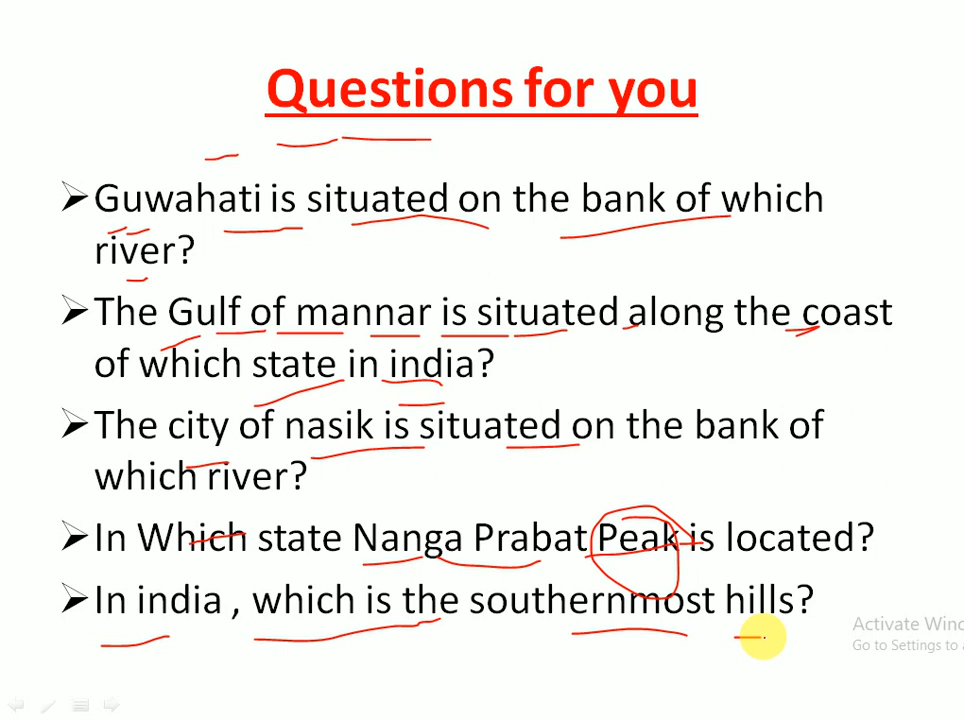 Questions for you
➢Guwahati is situated on the bank of which
river?
➢The Gulf of mannar is situated along the coast
of which state in india?
➢The city of nasik is situated on the bank of
which river?
➢In Which state Nanga Prabat Peak is located?
➢In india , which is the southernmost hills?
Activate Wind
Go to Settings to a